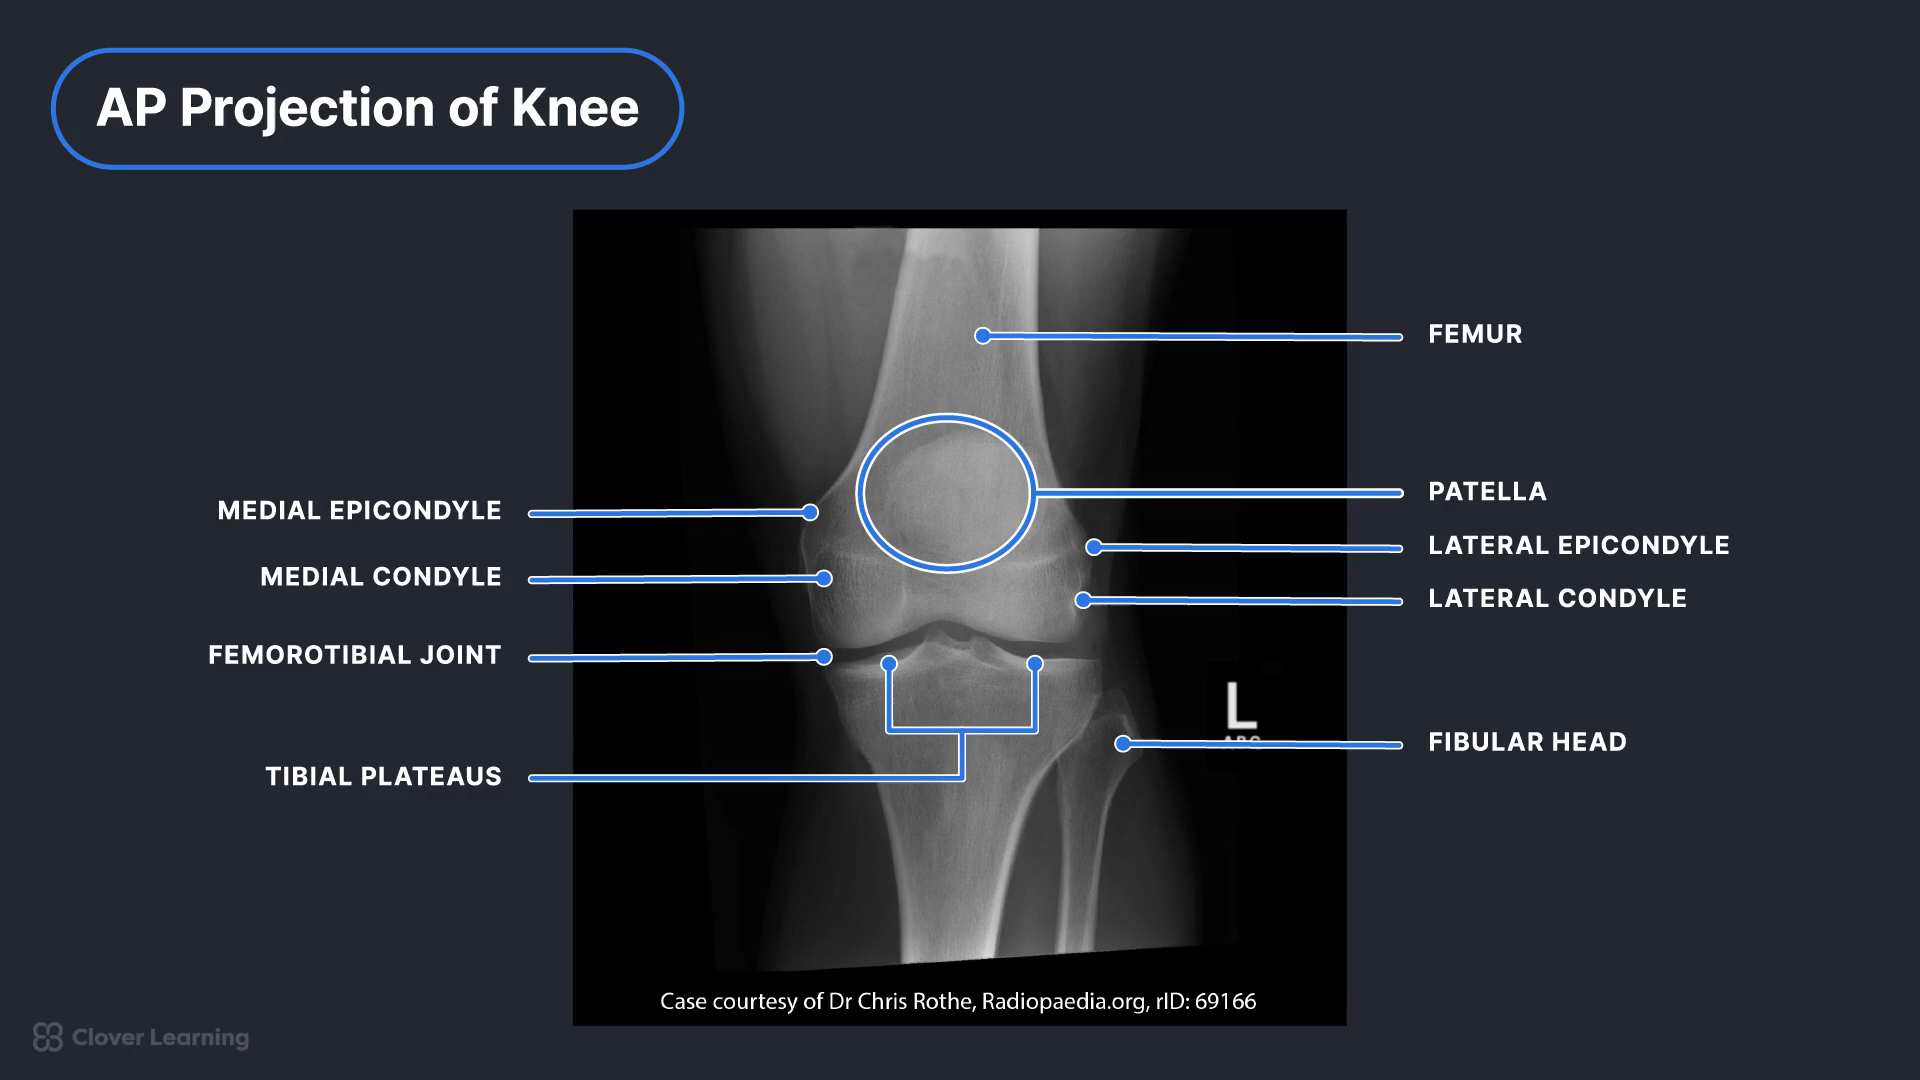 AP Projection of Knee
FEMUR
PATELLA
MEDIAL EPICONDYLE
LATERAL EPICONDYLE
MEDIAL CONDYLE
LATERAL CONDYLE
FEMOROTIBIAL JOINT
L
FIBULAR HEAD
TIBIAL PLATEAUS
Case courtesy of Dr Chris Rothe, Radiopaedia.org, rID: 69166
Clover Learning